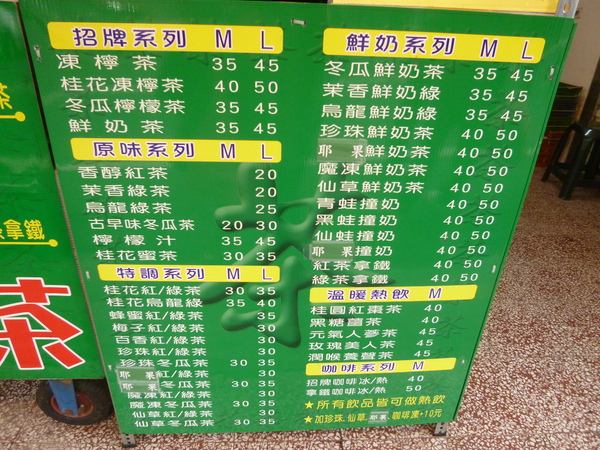 招牌系列 M L
凍檸茶 35 45
桂花凍檸茶 40 50
冬瓜檸檬茶 35 45
鮮奶茶 35 45
原味系列 M L
香醇紅茶 20
茉香綠茶 20
烏龍綠茶 25
古早味冬瓜茶 20 30
檸檬汁 35 45
桂花蜜茶 30 35
特調系列 M L
桂花紅/綠茶 30 35
桂花烏龍綠 35 40
蜂蜜紅/綠茶 35
梅子紅/綠茶 30
百香紅/綠茶 30
珍珠紅/綠茶 30
珍珠冬瓜茶 30 35
耶果紅/綠茶 30
耶果冬瓜茶 30 35
魔凍紅/綠茶 30
魔凍冬瓜茶 30 35
仙草紅/綠茶 30
仙草冬瓜茶 30 35
鮮奶系列 M L
冬瓜鮮奶茶 35 45
茉香鮮奶綠 35 45
烏龍鮮奶綠 35 45
珍珠鮮奶茶 40 50
耶果鮮奶茶 40 50
魔凍鮮奶茶 40 50
仙草鮮奶茶 40 50
青蛙撞奶 40 50
黑蛙撞奶 40 50
仙蛙撞奶 40 50
耶果撞奶 40 50
紅茶拿鐵 40 50
綠茶拿鐵 40 50
溫暖熱飲 M
桂圓紅棗茶 40
黑糖薑茶 40
元氣人蔘茶 45
玫瑰美人茶 45
潤喉養聲茶 45
咖啡系列 M
招牌咖啡冰/熱 40
拿鐵咖啡冰/熱 50
★所有飲品皆可做熱飲
★加珍珠、仙草、耶果、咖啡凍+10元
茶
拿鐵
茶